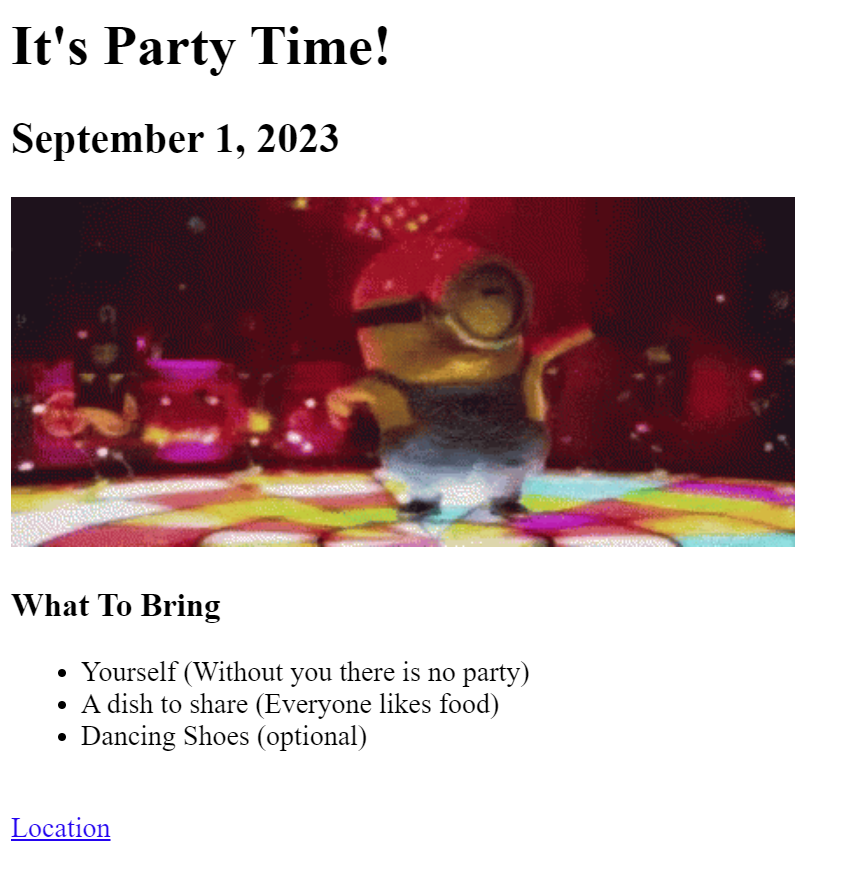 It's Party Time!
September 1, 2023
What To Bring
Yourself (Without you there is no party)
A dish to share (Everyone likes food)
Dancing Shoes (optional)
Location